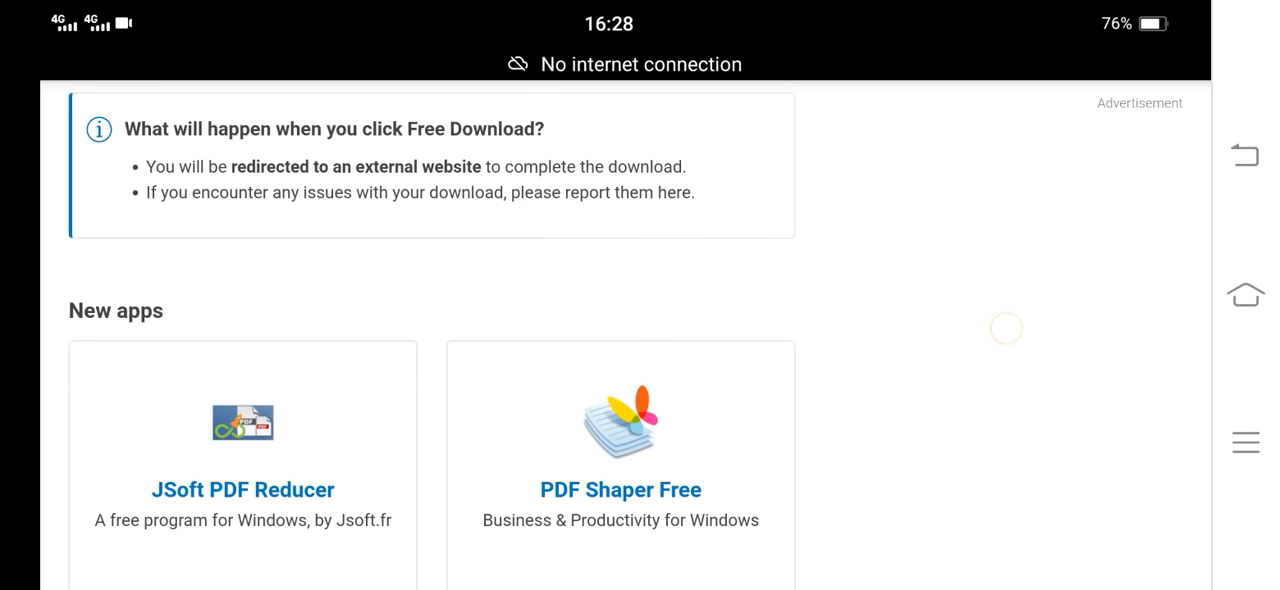 4G 4G 16:28 76%
No internet connection
Advertisement
What will happen when you click Free Download?
• You will be redirected to an external website to complete the download.
• If you encounter any issues with your download, please report them here.
New apps
PDF PDF
JSoft PDF Reducer
A free program for Windows, by Jsoft.fr
PDF Shaper Free
Business & Productivity for Windows